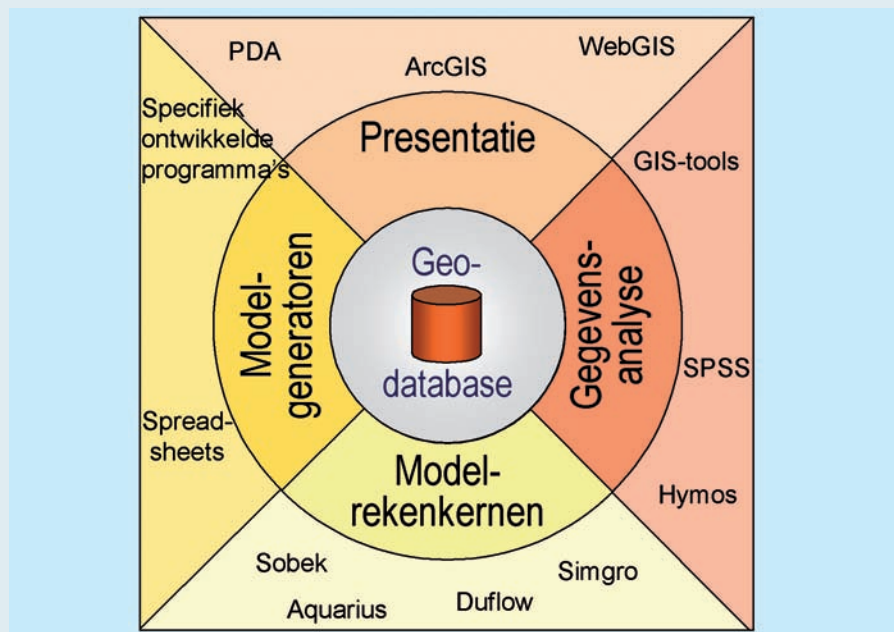 PDA
ArcGIS
WebGIS
Specifiek
ontwikkelde
programma's
Presentatie
GIS-tools
Model-
generatoren
Geo-
database
Gegevens-
analyse
SPSS
Spread-
sheets
Hymos
Model-
rekenkernen
Sobek
Aquarius
Duflow
Simgro